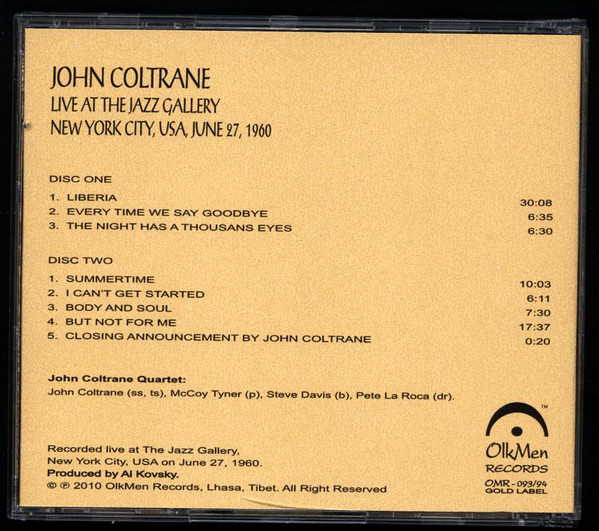 JOHN COLTRANE
LIVE AT THE JAZZ GALLERY
NEW YORK CITY, USA, JUNE 27, 1960
DISC ONE
1. LIBERIA 30:08
2. EVERY TIME WE SAY GOODBYE 6:35
3. THE NIGHT HAS A THOUSANS EYES 6:30
DISC TWO
1. SUMMERTIME 10:03
2. I CAN'T GET STARTED 6:11
3. BODY AND SOUL 7:30
4. BUT NOT FOR ME 17:37
5. CLOSING ANNOUNCEMENT BY JOHN COLTRANE 0:20
John Coltrane Quartet:
John Coltrane (ss, ts), McCoy Tyner (p), Steve Davis (b), Pete La Roca (dr).
Recorded live at The Jazz Gallery,
New York City, USA on June 27, 1960.
Produced by Al Kovsky.
© ℗ 2010 OlkMen Records, Lhasa, Tibet. All Right Reserved
TM
OlkMen
RECORDS
OMR - 093/94
GOLD LABEL